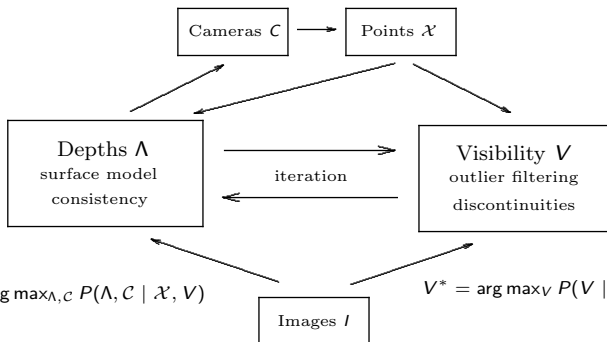 Cameras C
Points 𝒳
Depths Λ
surface model
consistency
iteration
Visibility V
outlier filtering
discontinuities
g max_{Λ,𝒞} P(Λ, 𝒞 | 𝒳, V)
V* = arg max_V P(V |
Images I